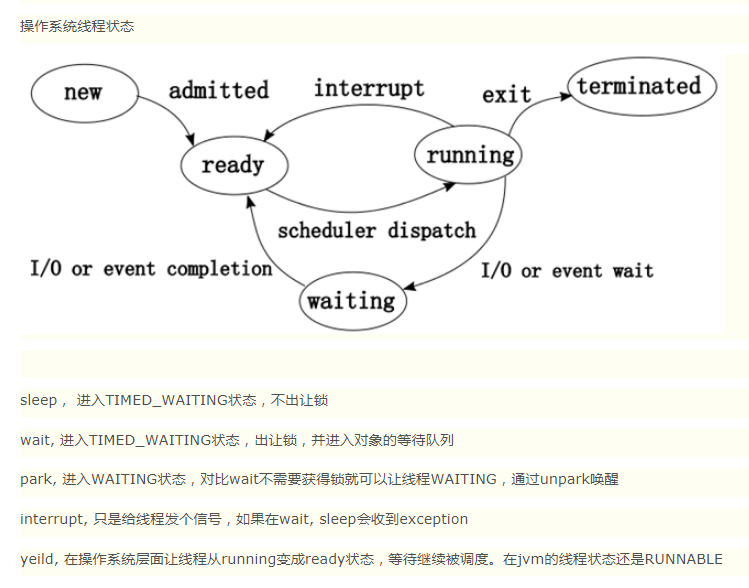 操作系统线程状态
new
admitted
interrupt
exit
terminated
ready
running
scheduler dispatch
I/O or event completion
I/O or event wait
waiting
sleep， 进入TIMED_WAITING状态，不出让锁
wait, 进入TIMED_WAITING状态，出让锁，并进入对象的等待队列
park, 进入WAITING状态，对比wait不需要获得锁就可以让线程WAITING，通过unpark唤醒
interrupt, 只是给线程发个信号，如果在wait, sleep会收到exception
yeild, 在操作系统层面让线程从running变成ready状态，等待继续被调度。在jvm的线程状态还是RUNNABLE